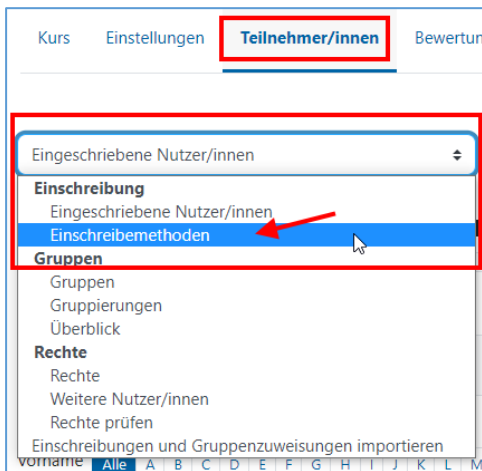 Kurs Einstellungen Teilnehmer/innen Bewertun
Eingeschriebene Nutzer/innen
Einschreibung
Eingeschriebene Nutzer/innen
Einschreibemethoden
Gruppen
Gruppen
Gruppierungen
Überblick
Rechte
Rechte
Weitere Nutzer/innen
Rechte prüfen
Einschreibungen und Gruppenzuweisungen importieren
Vorname Alle A B C D E F G H I J K L M